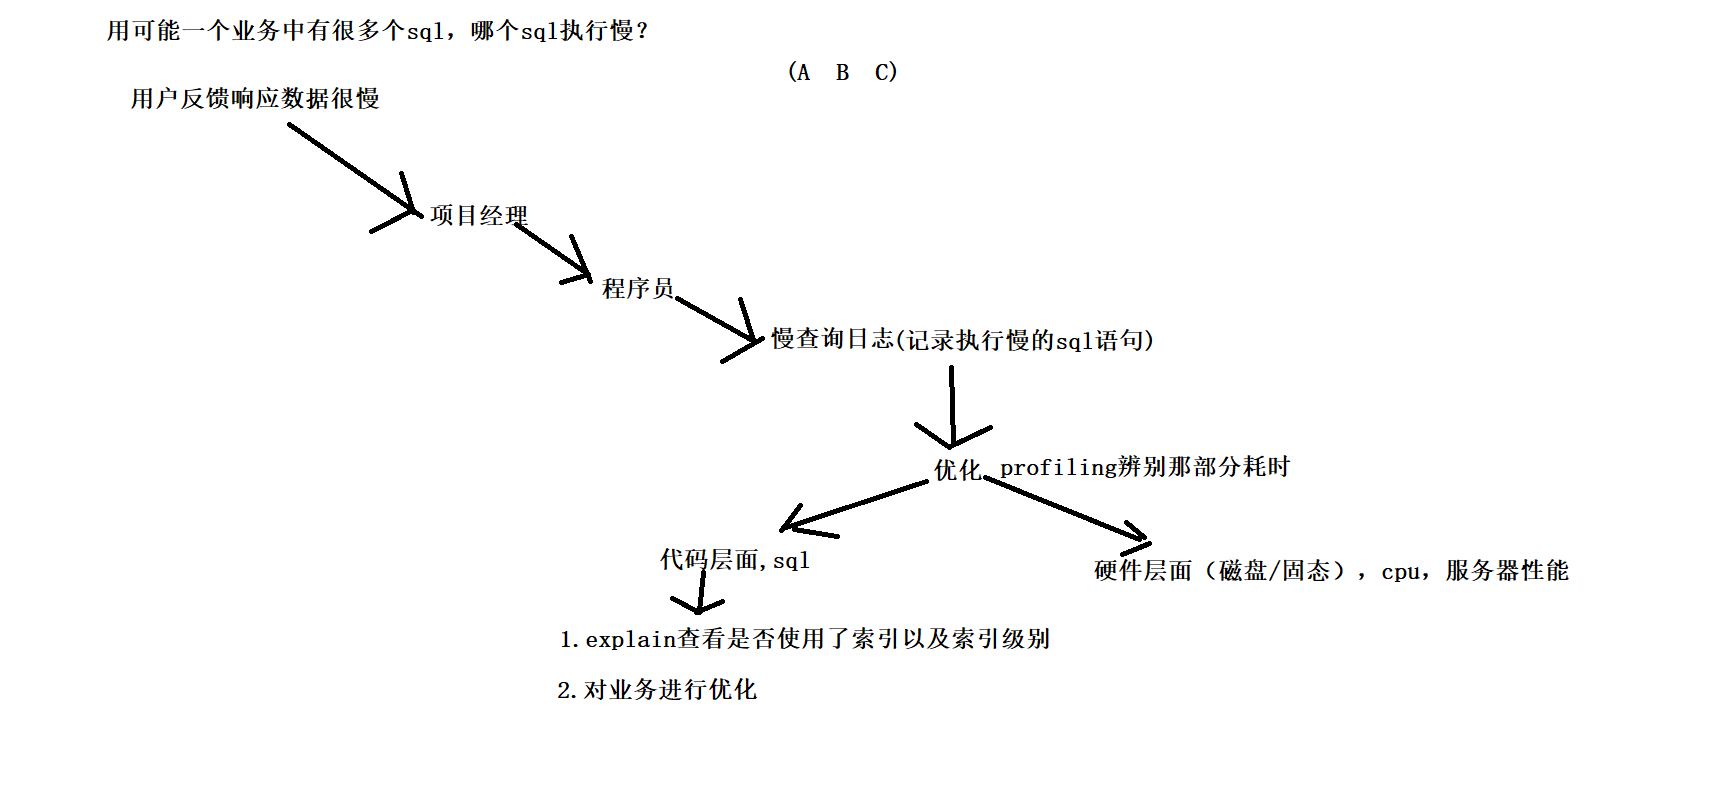 用可能一个业务中有很多个sql，哪个sql执行慢？
(A B C)
用户反馈响应数据很慢
项目经理
程序员
慢查询日志(记录执行慢的sql语句)
优化 profiling辨别那部分耗时
代码层面,sql
硬件层面（磁盘/固态），cpu，服务器性能
1.explain查看是否使用了索引以及索引级别
2.对业务进行优化